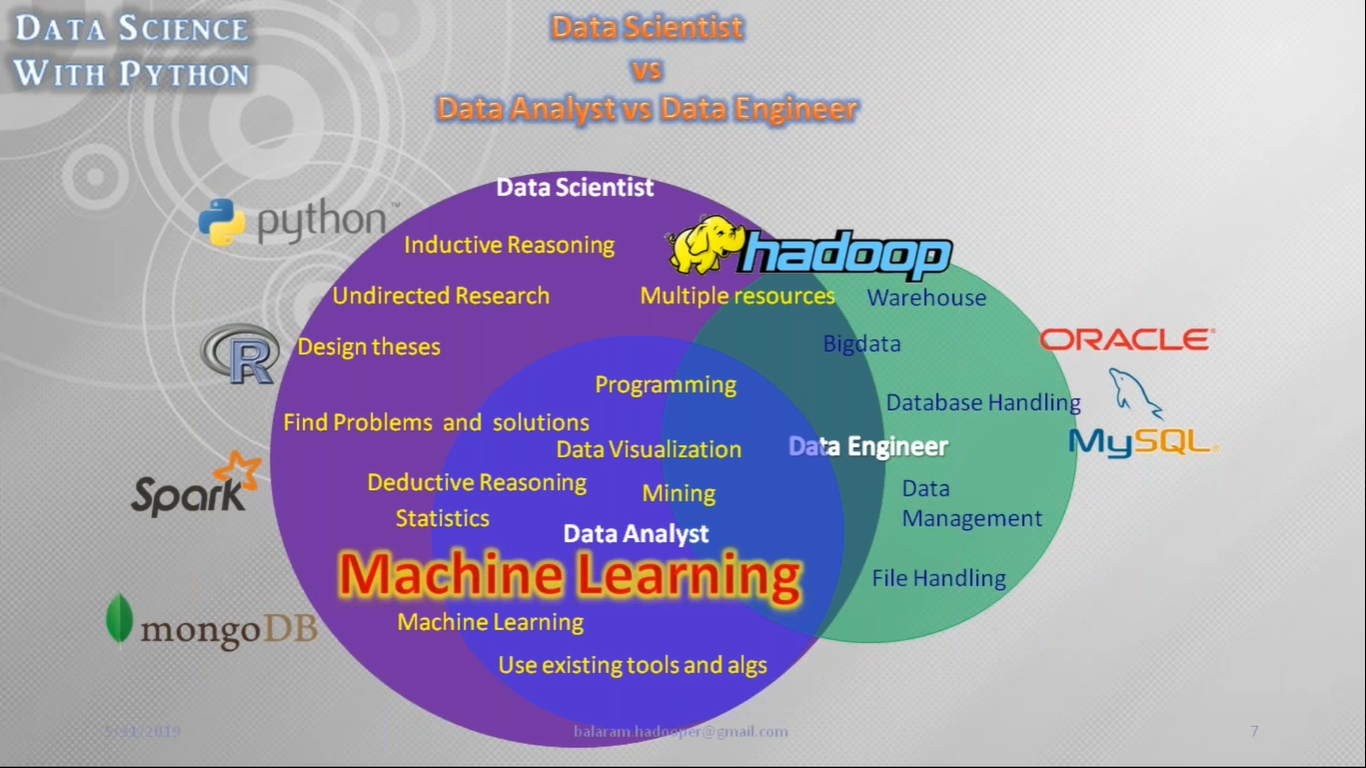 DATA SCIENCE
WITH PYTHON
Data Scientist
vs
Data Analyst vs Data Engineer
Data Scientist
python™
Inductive Reasoning
hadoop
Undirected Research
Multiple resources
Warehouse
R
Design theses
Bigdata
ORACLE®
Programming
Database Handling
Find Problems and solutions
Data Visualization
Data Engineer
MySQL®
Spark
Deductive Reasoning
Mining
Data
Management
Statistics
Data Analyst
Machine Learning
File Handling
mongoDB
Machine Learning
Use existing tools and algs
5/31/2019
balaram.hadooper@gmail.com
7